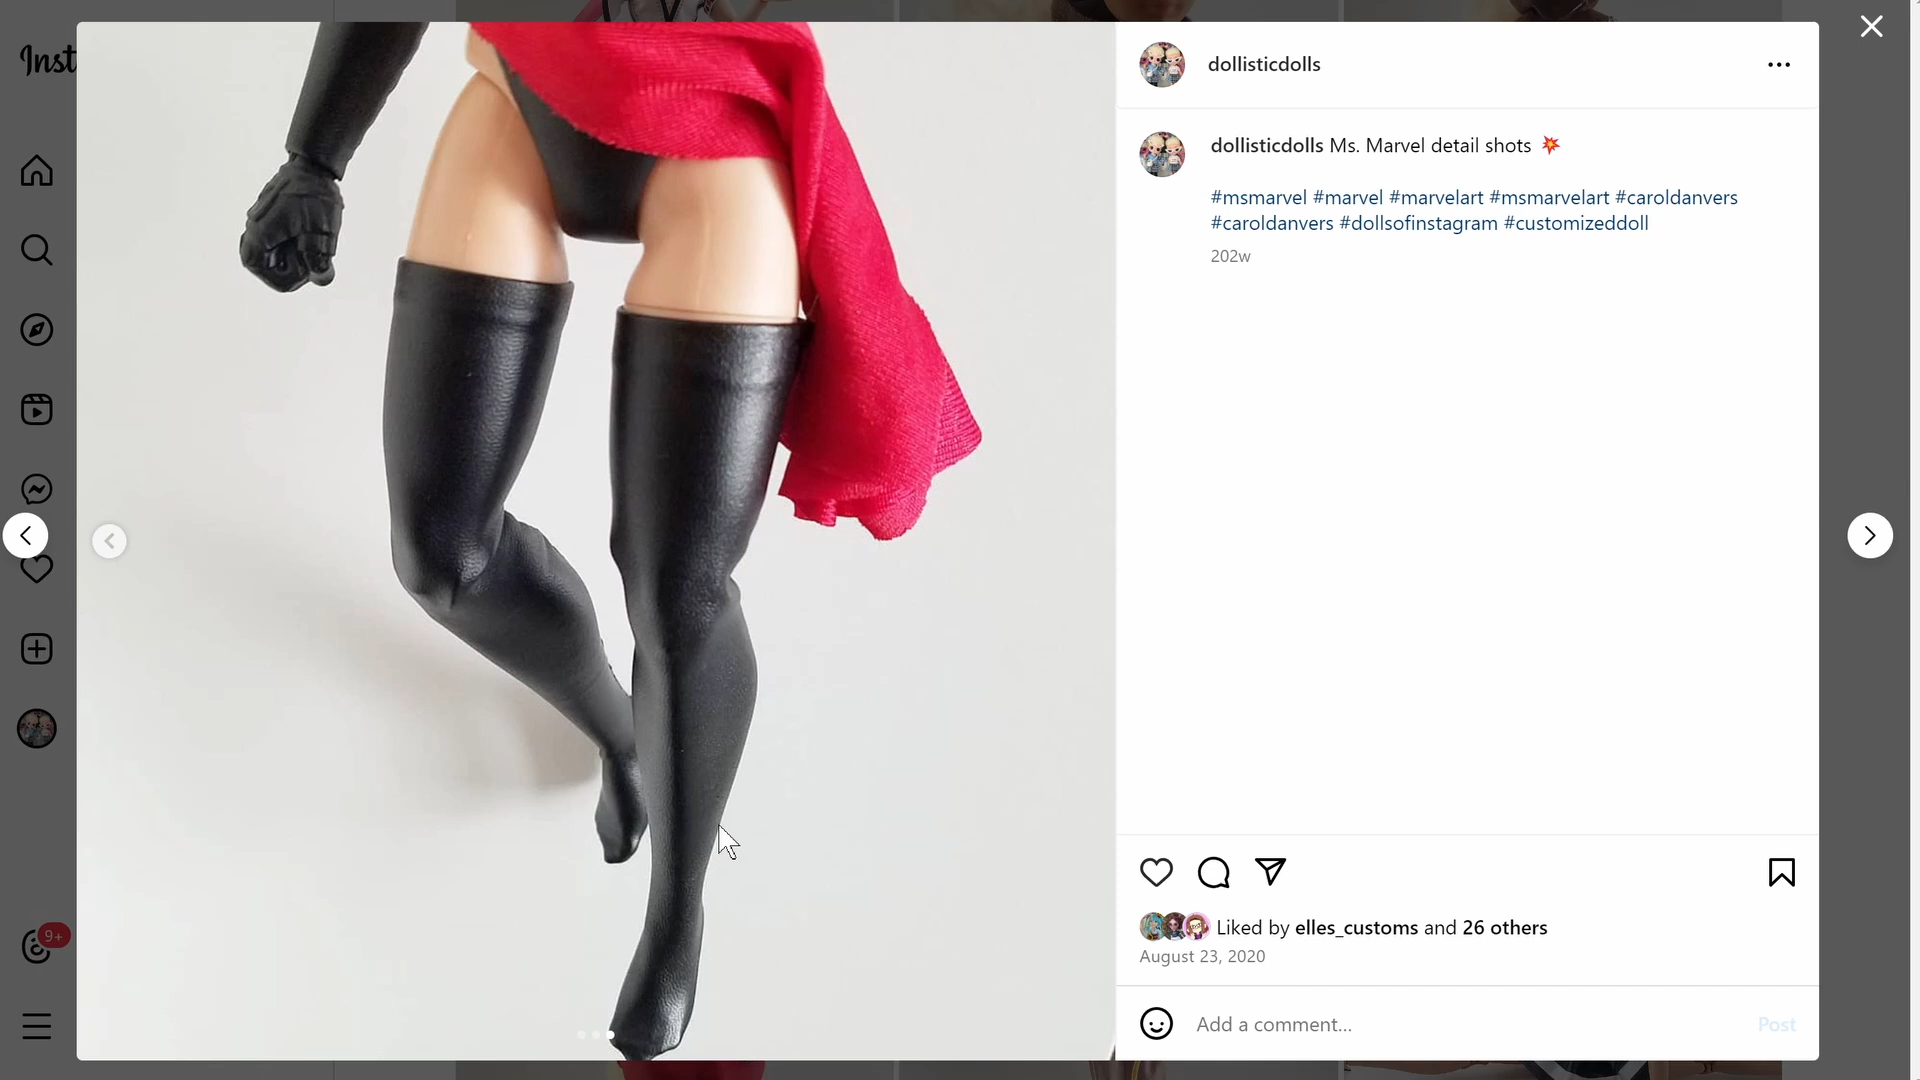 Inst
dollisticdolls
dollisticdolls Ms. Marvel detail shots 💥
#msmarvel #marvel #marvelart #msmarvelart #caroldanvers
#caroldanvers #dollsofinstagram #customizeddoll
202w
9+
Liked by elles_customs and 26 others
August 23, 2020
Add a comment...
Post